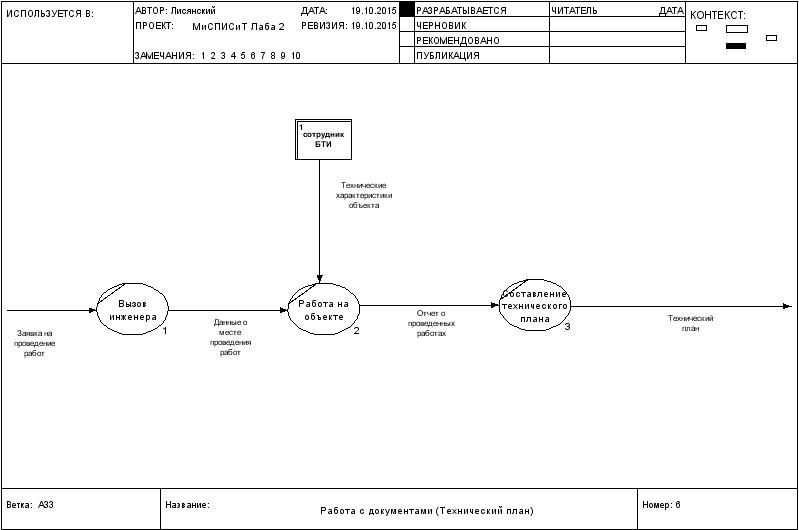 ИСПОЛЬЗУЕТСЯ В:
АВТОР: Лисянский
ДАТА: 19.10.2015
ПРОЕКТ: МиСПИСиТ Лаба 2
РЕВИЗИЯ: 19.10.2015
ЗАМЕЧАНИЯ: 1 2 3 4 5 6 7 8 9 10
РАЗРАБАТЫВАЕТСЯ
ЧЕРНОВИК
РЕКОМЕНДОВАНО
ПУБЛИКАЦИЯ
ЧИТАТЕЛЬ
ДАТА
КОНТЕКСТ:
1
сотрудник
БТИ
Технические
характеристики
объекта
Вызов
инженера
1
Работа на
объекте
2
Составление
технического
плана
3
Заявка на
проведение
работ
Данные о
месте
проведения
работ
Отчет о
проведенных
работах
Технический
план
Ветка: A33
Название:
Работа с документами (Технический план)
Номер: 6